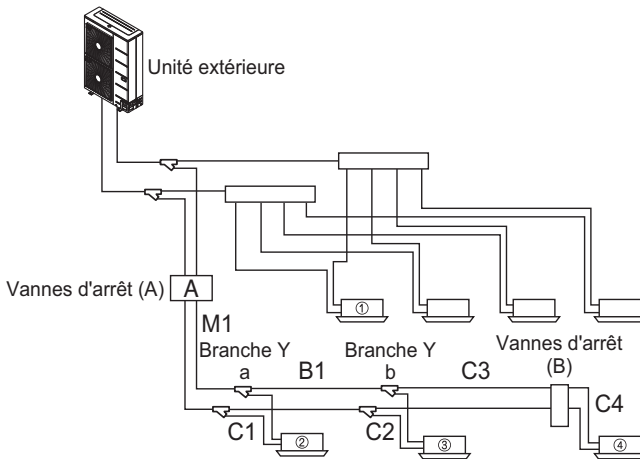 Unité extérieure
Vannes d'arrêt (A)
A
①
M1
Branche Y
a
B1
Branche Y
b
C3
Vannes d'arrêt
(B)
C4
C1
②
C2
③
④